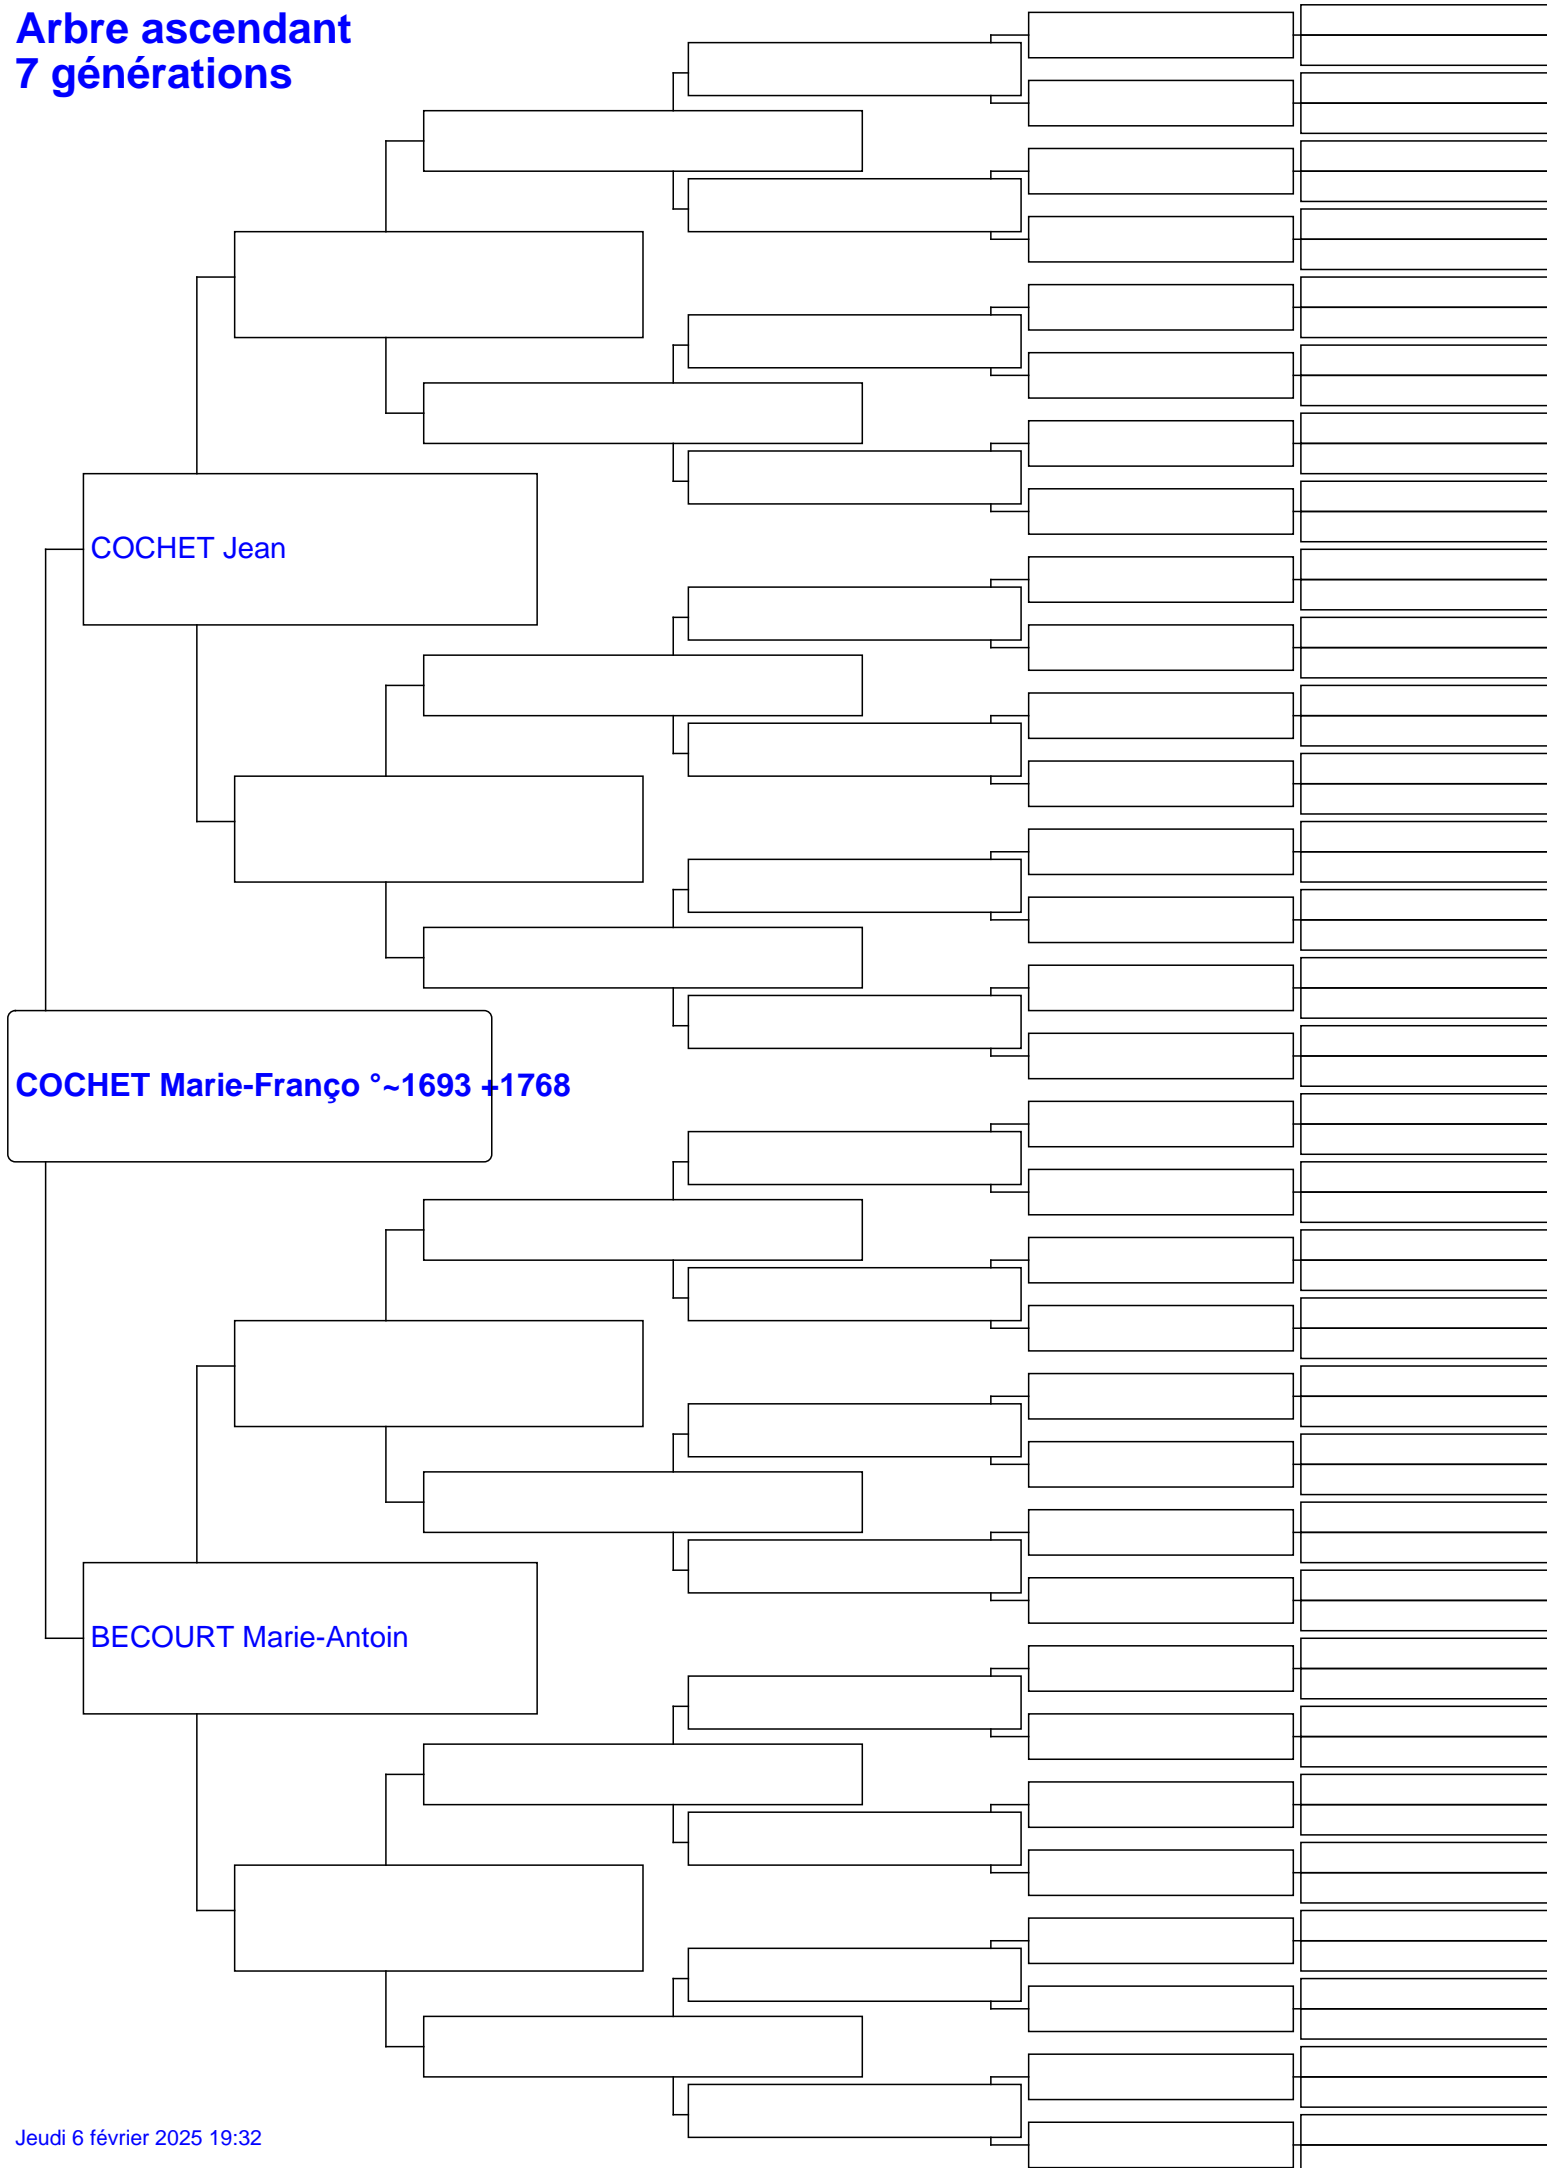 Arbre ascendant
7 générations
COCHET Jean
COCHET Marie-Franço °~1693 +1768
BECOURT Marie-Antoin
Jeudi 6 février 2025 19:32